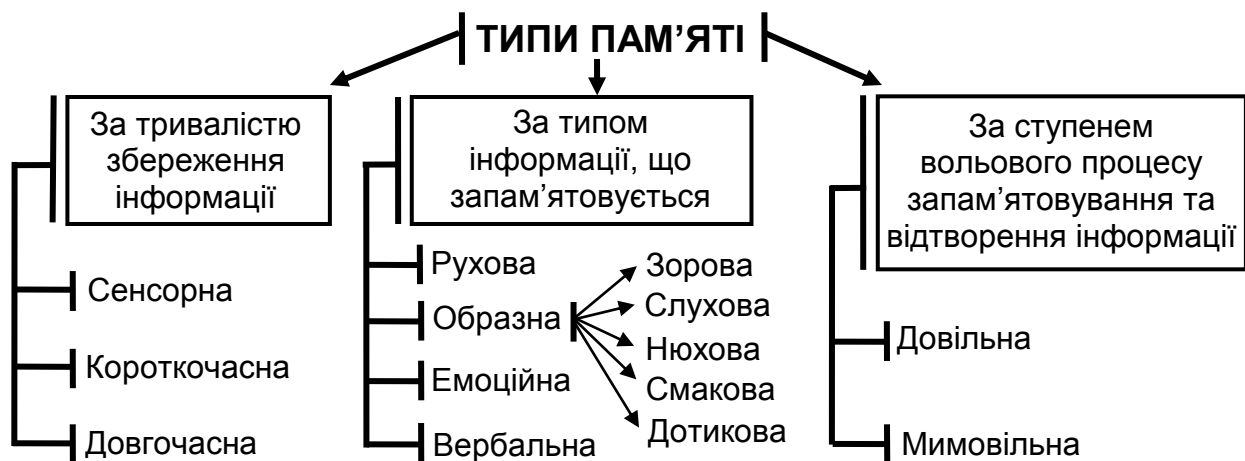 ТИПИ ПАМ’ЯТІ
За тривалістю
збереження
інформації
Сенсорна
Короткочасна
Довгочасна
За типом
інформації, що
запам’ятовується
Рухова
Образна
Зорова
Слухова
Нюхова
Смакова
Дотикова
Емоційна
Вербальна
За ступенем
вольового процесу
запам’ятовування та
відтворення інформації
Довільна
Мимовільна